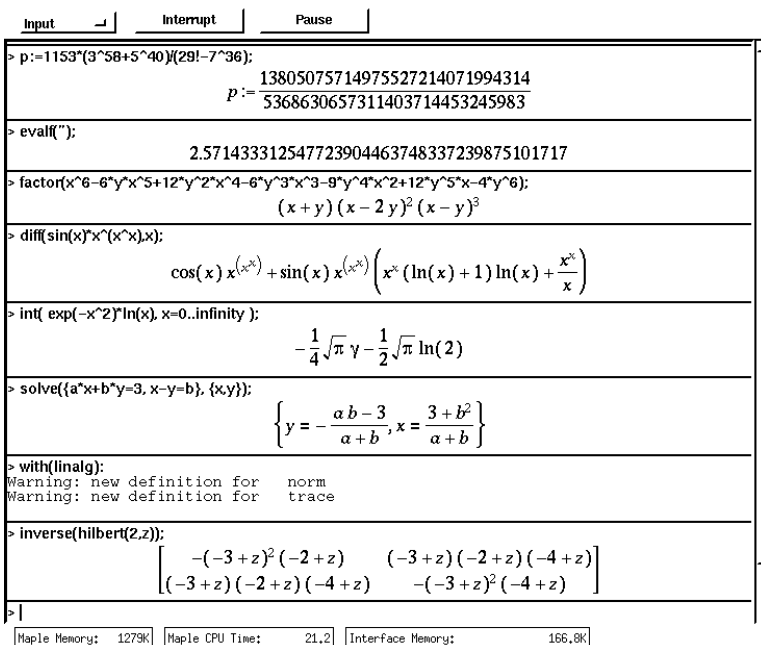 Input Interrupt Pause
> p:=1153*(3^58+5^40)/(29!-7^36);
p := 13805075714975527214071994314 / 5368630657311403714453245983
> evalf(");
2.571433312547723904463748337239875101717
> factor(x^6-6*y*x^5+12*y^2*x^4-6*y^3*x^3-9*y^4*x^2+12*y^5*x-4*y^6);
(x+y) (x-2 y)^2 (x-y)^3
> diff(sin(x)*x^(x^x),x);
cos(x) x^(x^x) + sin(x) x^(x^x) (x^x (ln(x)+1) ln(x) + x^x/x)
> int( exp(-x^2)*ln(x), x=0..infinity );
- 1/4 √π γ - 1/2 √π ln(2)
> solve({a*x+b*y=3, x-y=b}, {x,y});
{ y = - (a b - 3)/(a + b), x = (3 + b^2)/(a + b) }
> with(linalg):
Warning: new definition for norm
Warning: new definition for trace
> inverse(hilbert(2,z));
[ -(-3+z)^2 (-2+z) (-3+z) (-2+z) (-4+z) ]
[ (-3+z) (-2+z) (-4+z) -(-3+z)^2 (-4+z) ]
> |
Maple Memory: 1279K Maple CPU Time: 21.2 Interface Memory: 166.8K